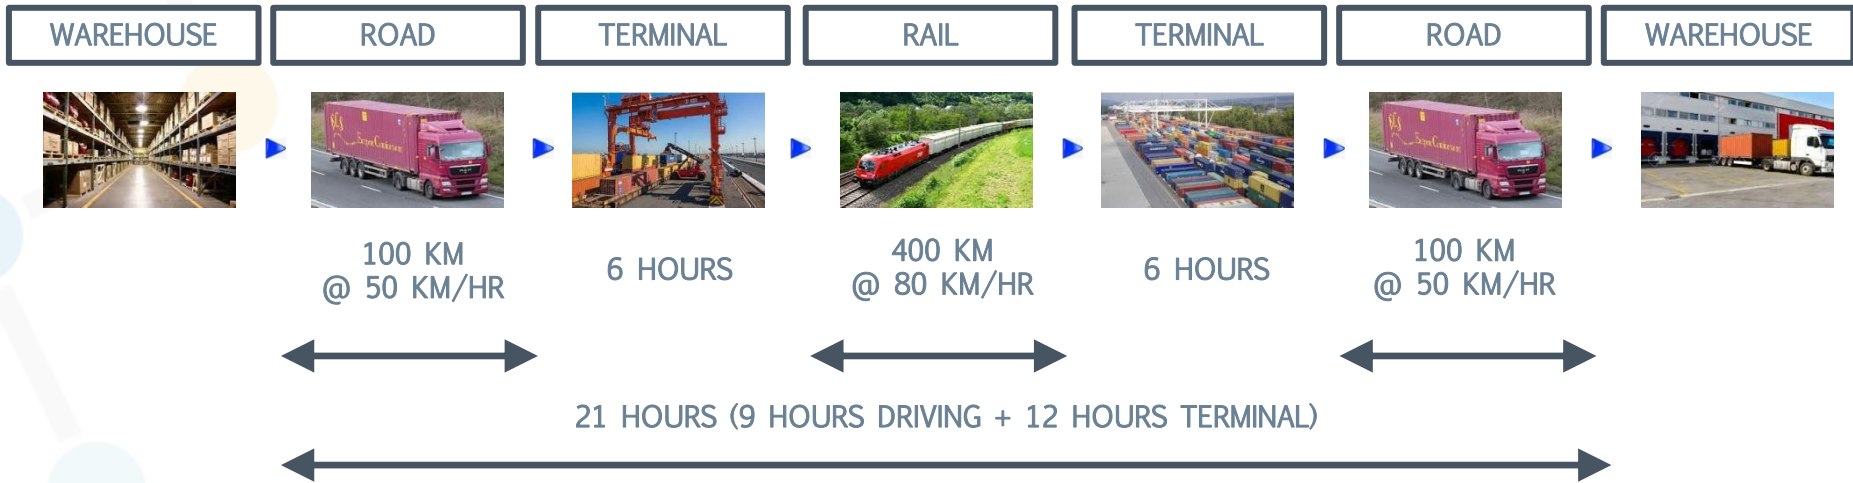 WAREHOUSE
ROAD
TERMINAL
RAIL
TERMINAL
ROAD
WAREHOUSE
100 KM
@ 50 KM/HR
6 HOURS
400 KM
@ 80 KM/HR
6 HOURS
100 KM
@ 50 KM/HR
21 HOURS (9 HOURS DRIVING + 12 HOURS TERMINAL)